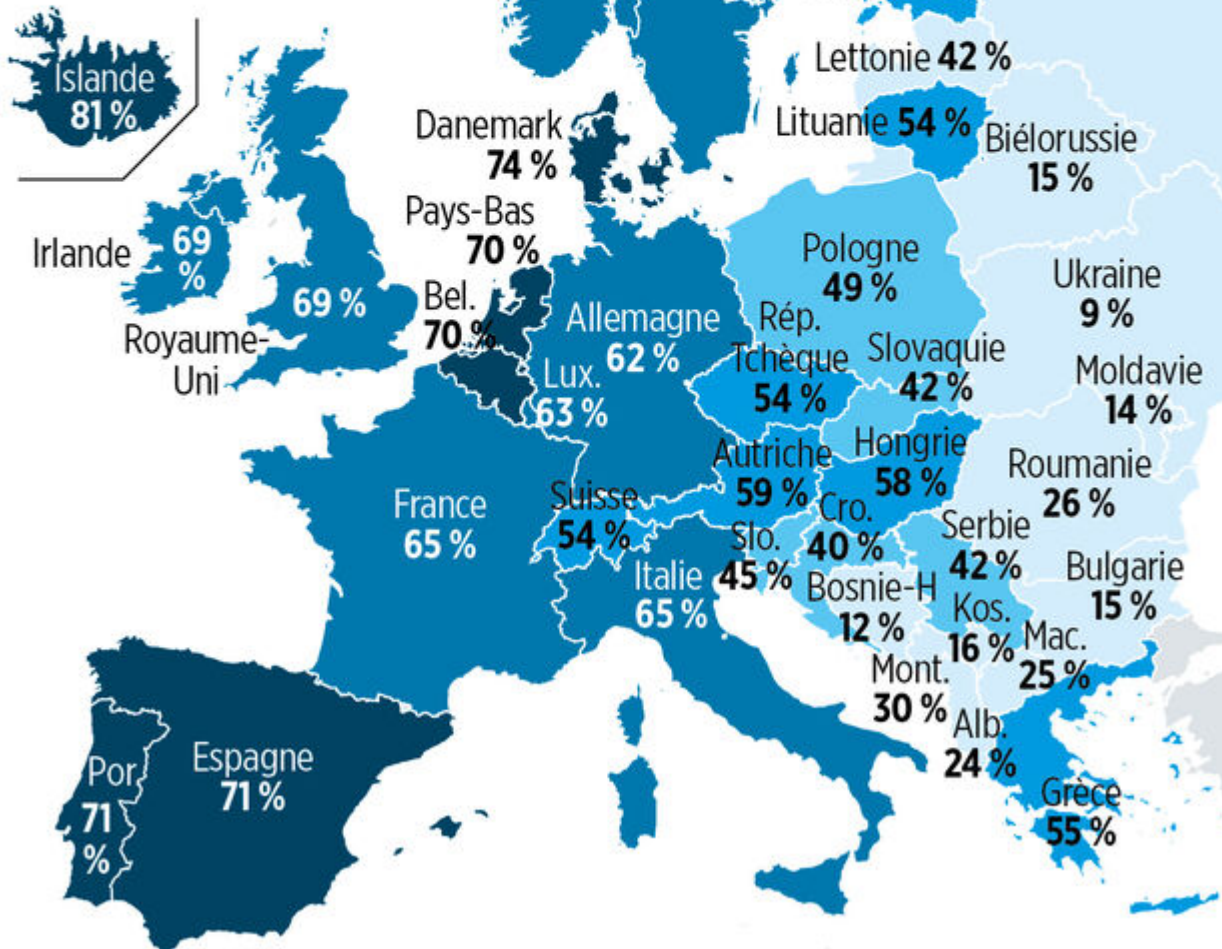 Islande
81 %
Lettonie 42 %
Lituanie 54 %
Biélorussie
15 %
Danemark
74 %
Pays-Bas
70 %
Irlande
69
%
Royaume-
Uni
69 %
Bel.
70 %
Allemagne
62 %
Lux.
63 %
Pologne
49 %
Rép.
Tchèque
54 %
Slovaquie
42 %
Ukraine
9 %
Moldavie
14 %
Autriche
59 %
Hongrie
58 %
Roumanie
26 %
France
65 %
Suisse
54 %
Italie
65 %
Slo.
45 %
Cro.
40 %
Serbie
42 %
Bosnie-H
12 %
Bulgarie
15 %
Kos.
16 %
Mac.
25 %
Mont.
30 %
Alb.
24 %
Grèce
55 %
Por.
71
%
Espagne
71 %